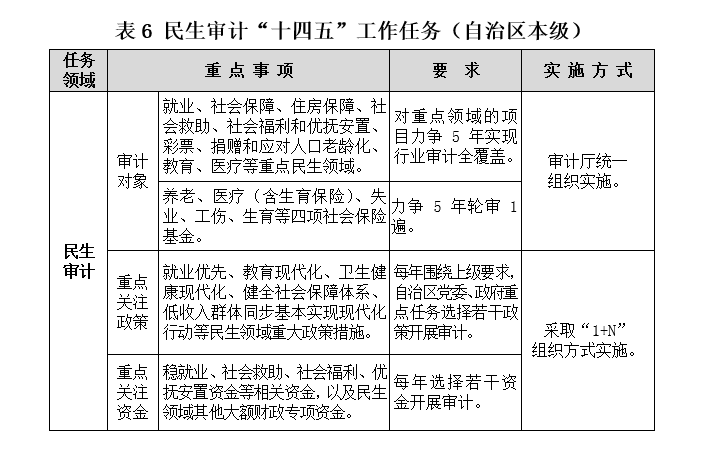 表 6 民生审计“十四五”工作任务（自治区本级）
任务
领域
重 点 事 项
要 求
实 施 方 式
民生
审计
审计
对象
就业、社会保障、住房保障、社
会救助、社会福利和优抚安置、
彩票、捐赠和应对人口老龄化、
教育、医疗等重点民生领域。
对重点领域的项
目力争 5 年实现
行业审计全覆盖。
审计厅统一
组织实施。
养老、医疗（含生育保险）、失
业、工伤、生育等四项社会保险
基金。
力争 5 年轮审 1
遍。
重点
关注
政策
就业优先、教育现代化、卫生健
康现代化、健全社会保障体系、
低收入群体同步基本实现现代化
行动等民生领域重大政策措施。
每年围绕上级要求，
自治区党委、政府重
点任务选择若干政
策开展审计。
采取“1+N”
组织方式实施。
重点
关注
资金
稳就业、社会救助、社会福利、优
抚安置资金等相关资金，以及民生
领域其他大额财政专项资金。
每年选择若干资
金开展审计。